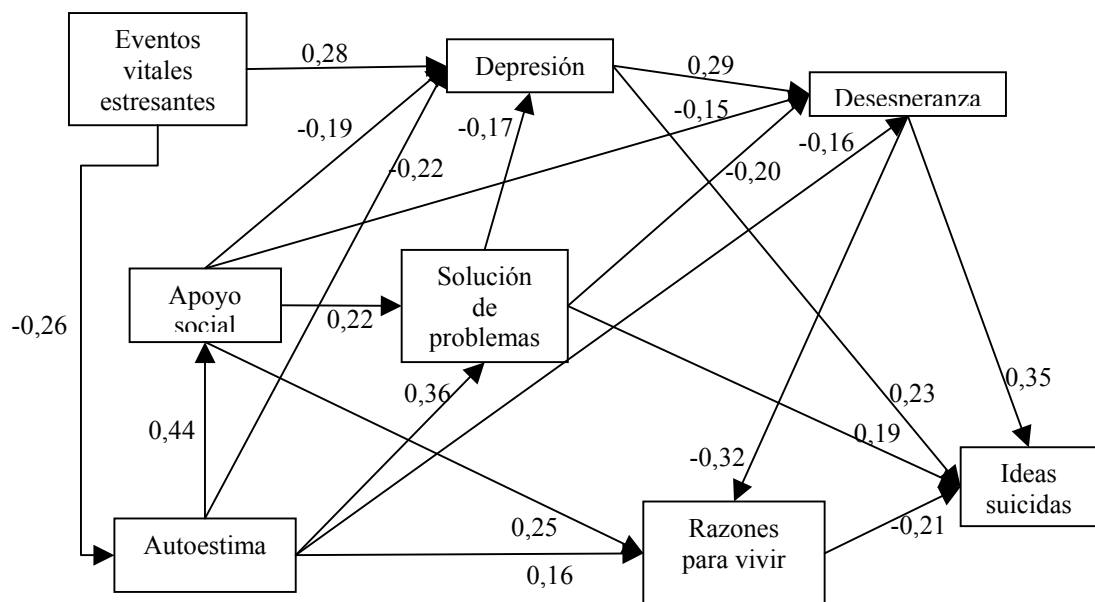 Eventos
vitales
estresantes
0,28
Depresión
0,29
Desesperanza
-0,19
-0,17
-0,15
-0,16
-0,22
-0,20
Apoyo
social
Solución
de
problemas
-0,26
0,22
0,36
0,35
0,23
0,44
0,19
-0,32
Ideas
suicidas
Autoestima
0,25
Razones
para vivir
-0,21
0,16